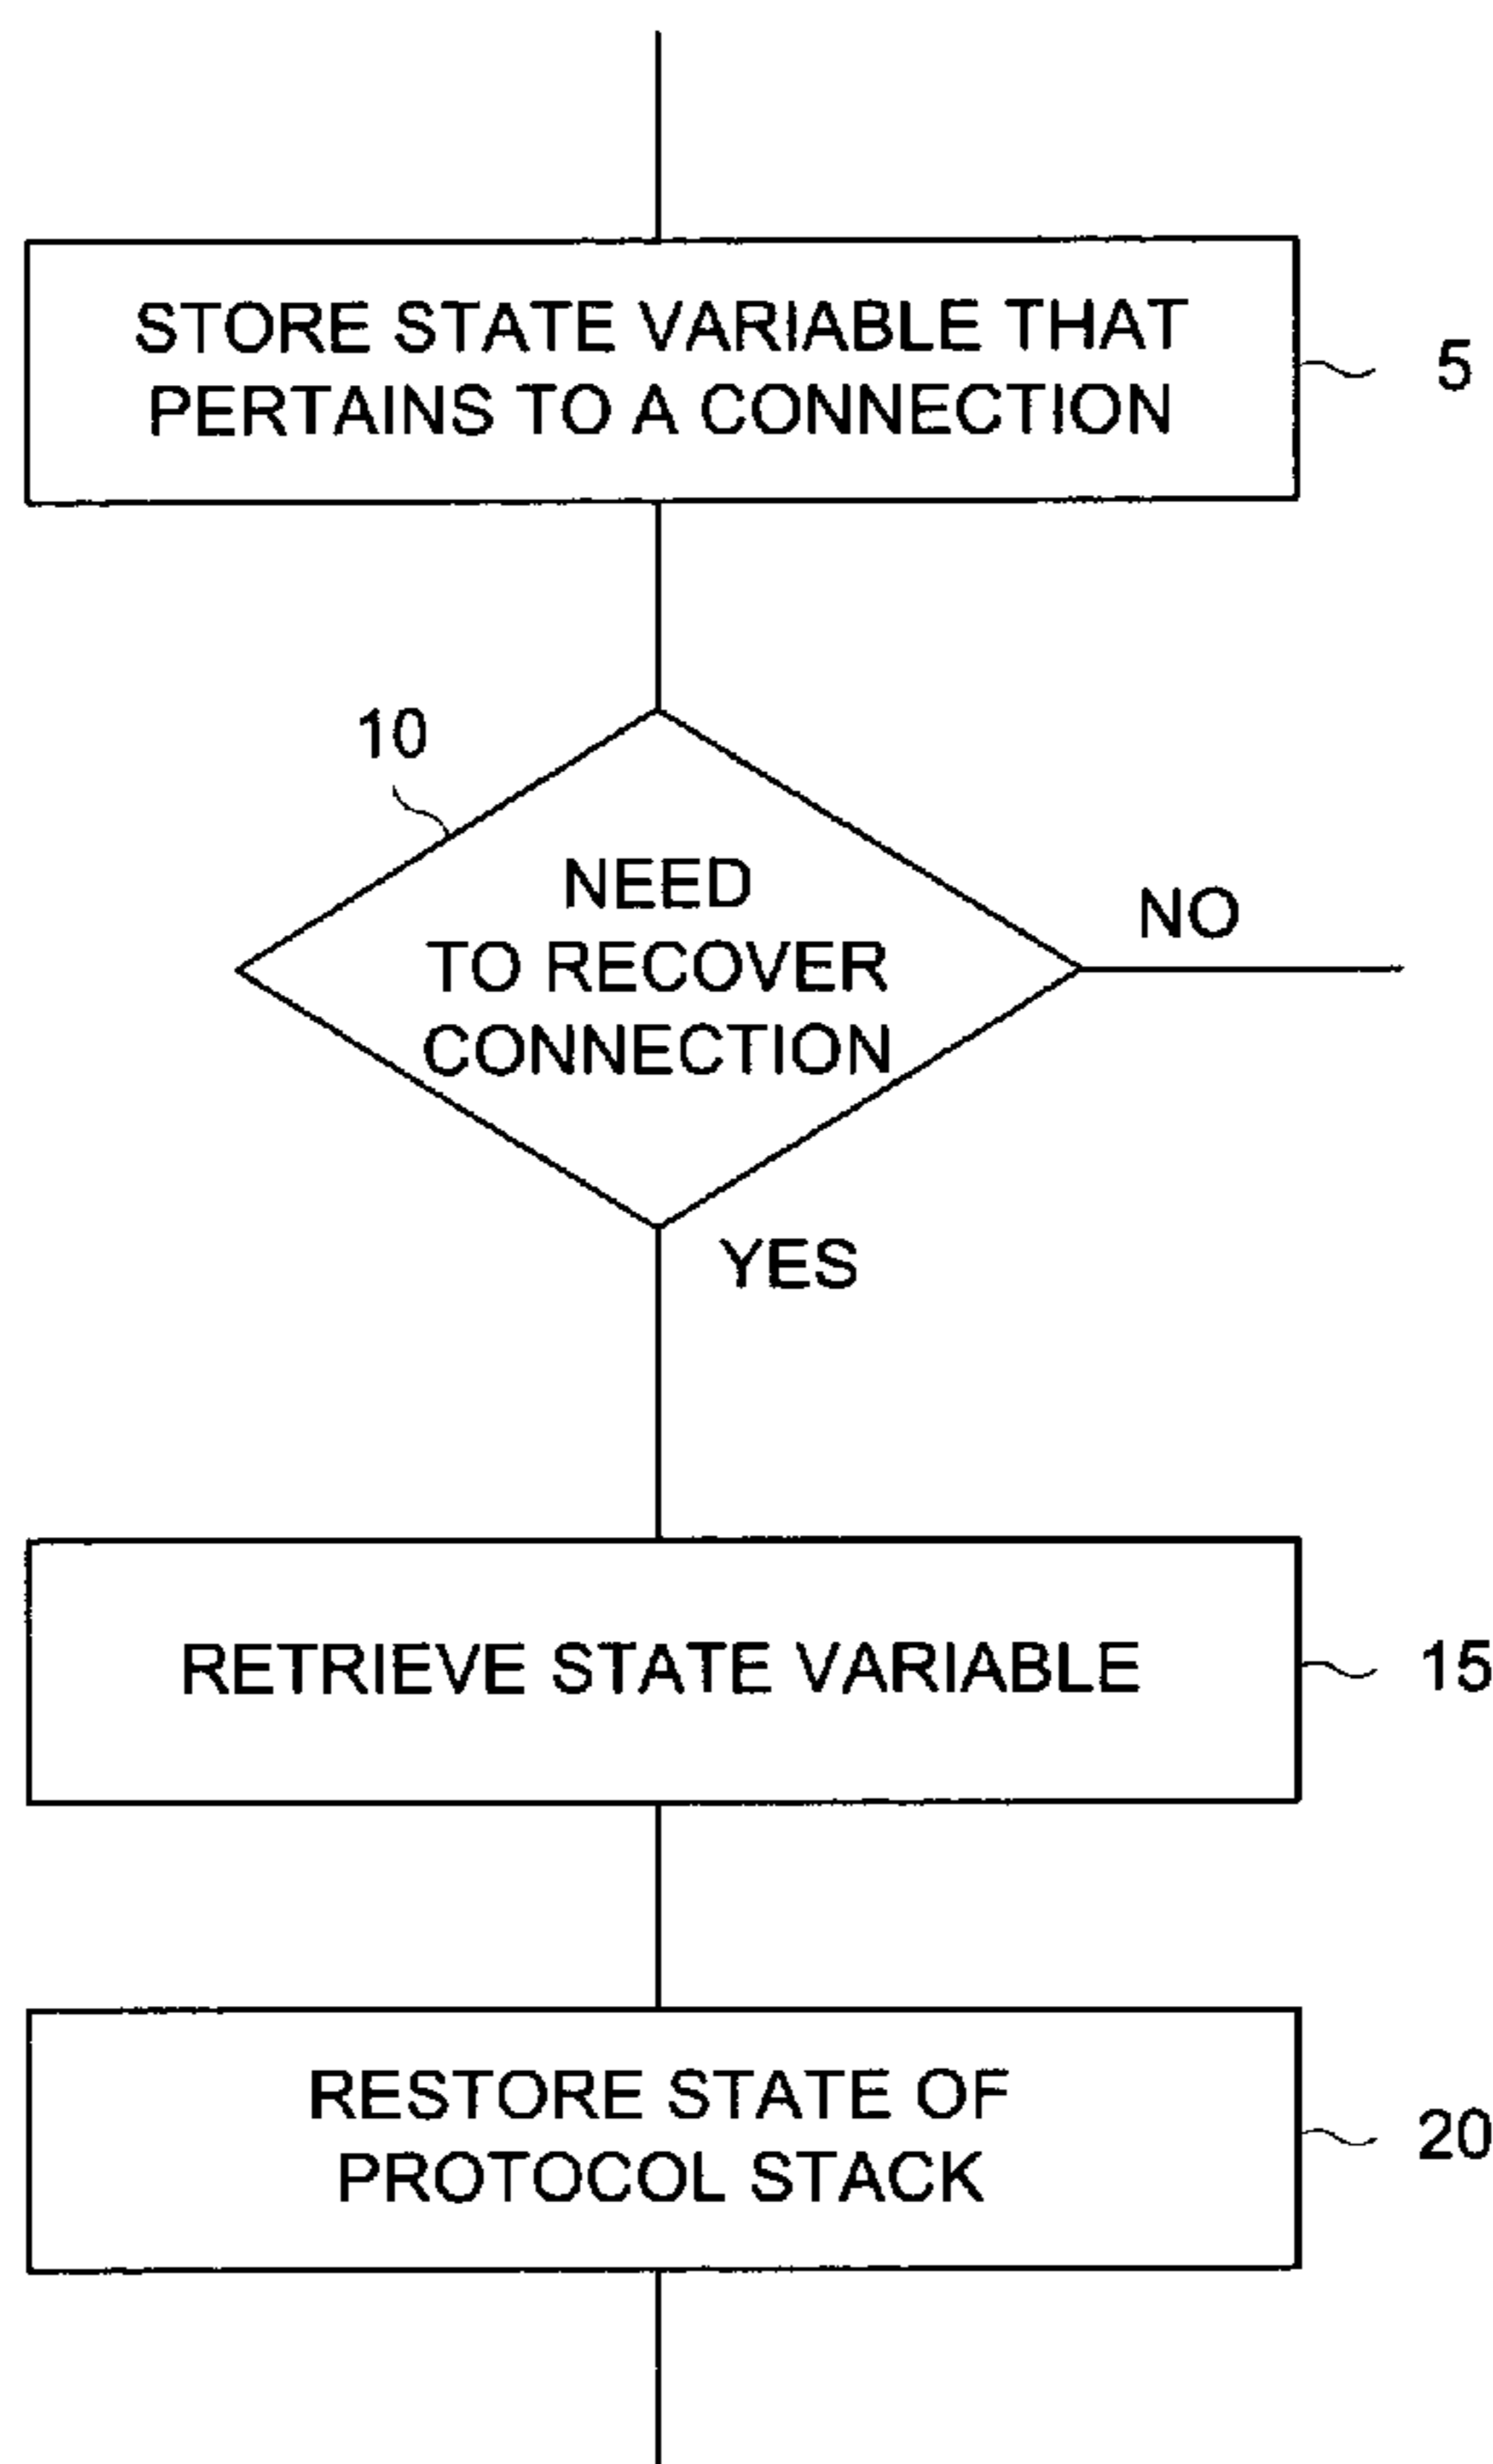 STORE STATE VARIABLE THAT
PERTAINS TO A CONNECTION
5
10
NEED
TO RECOVER
CONNECTION
NO
YES
RETRIEVE STATE VARIABLE
15
RESTORE STATE OF
PROTOCOL STACK
20